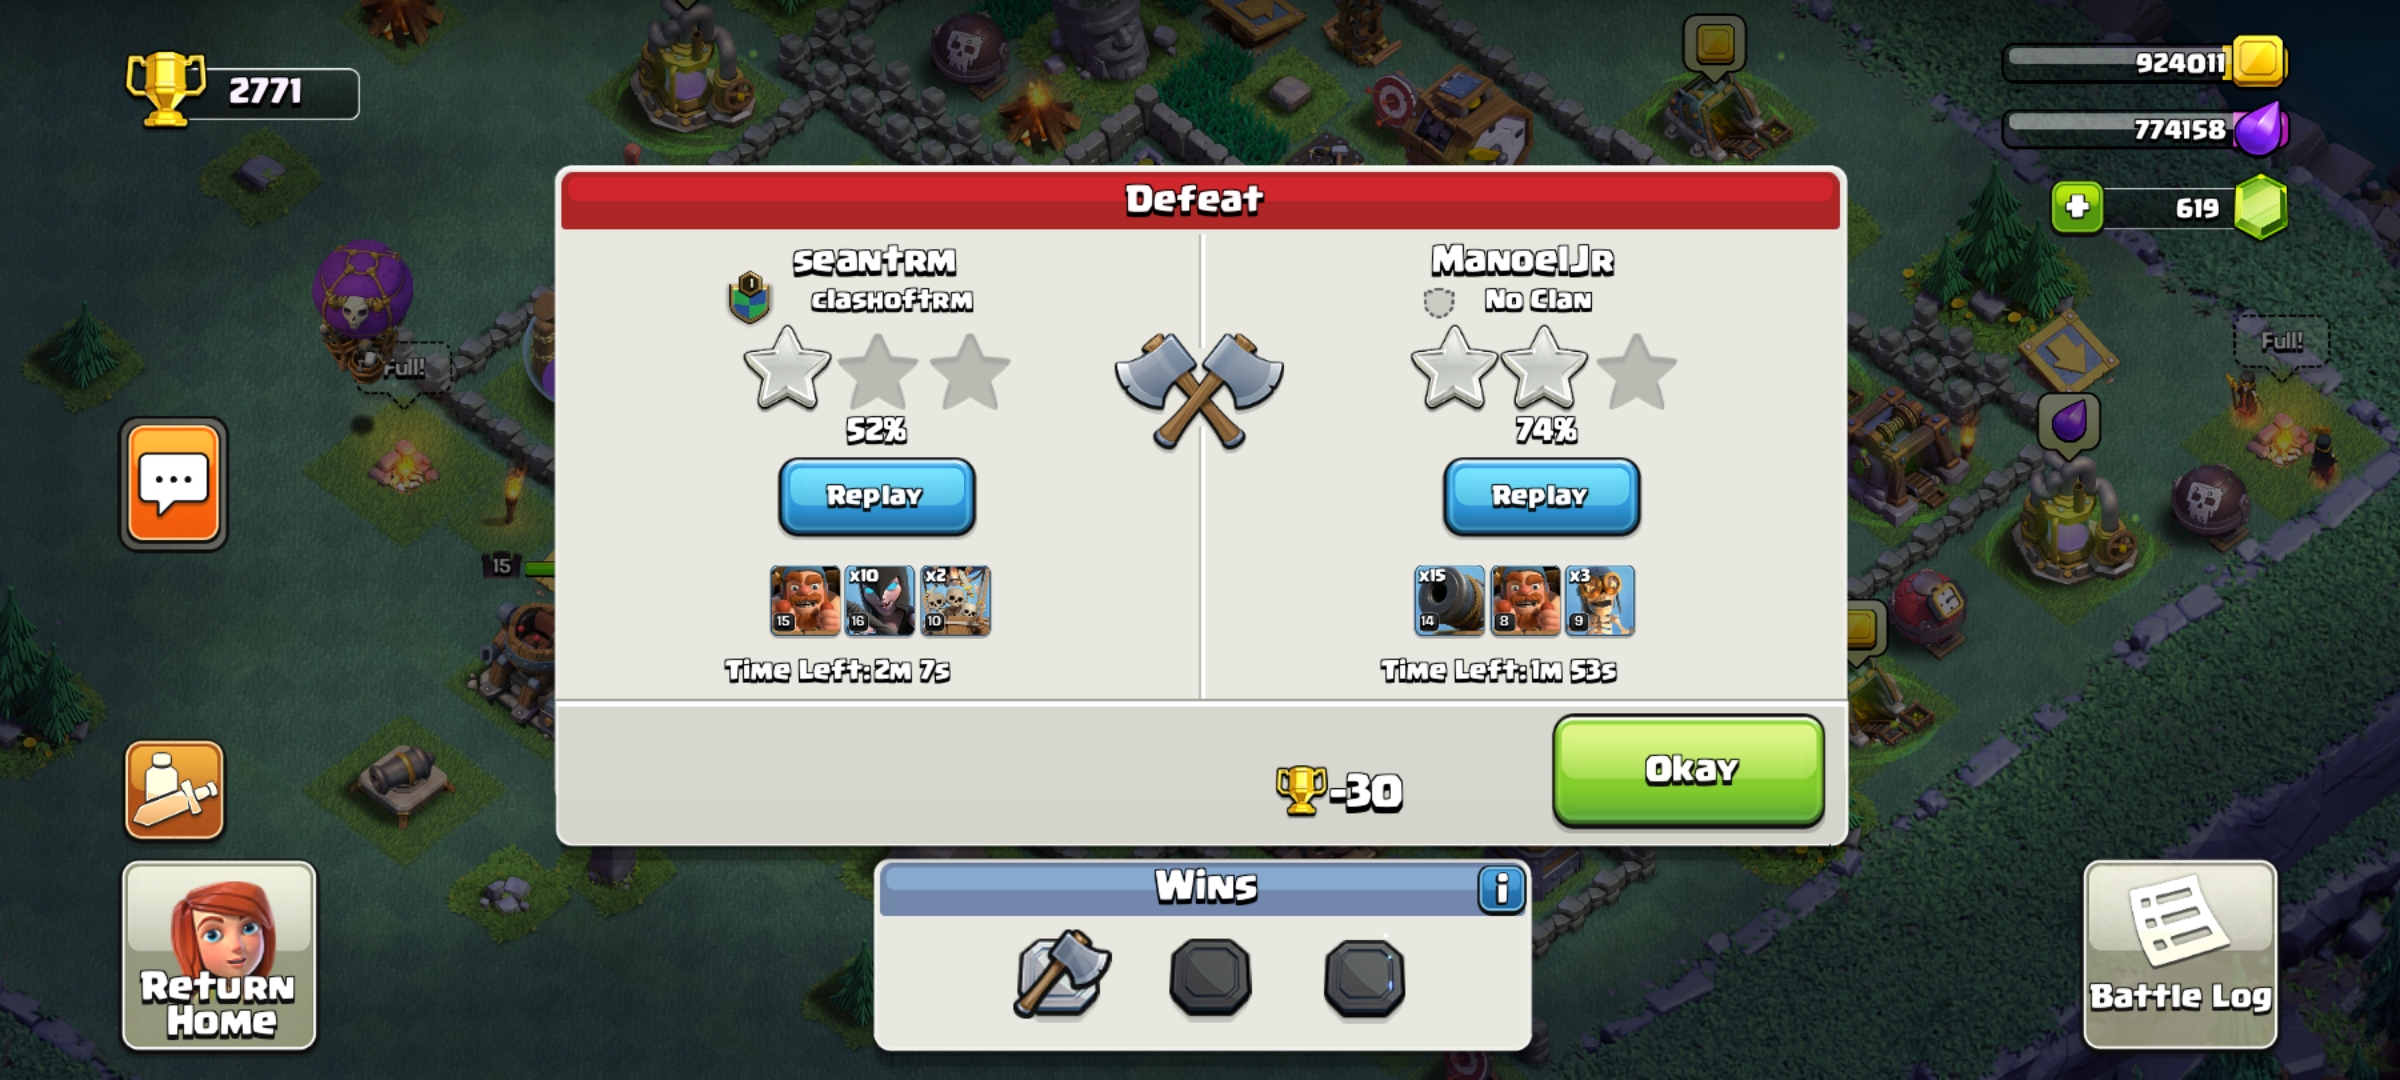 2771
924011
774158
619
Full!
Full!
15
Defeat
seantrm
clashoftrm
1
52%
Replay
15
x10
16
x2
10
Time Left: 2m 7s
ManoelJr
No Clan
74%
Replay
x15
14
8
x3
9
Time Left: 1m 53s
-30
Okay
Wins
i
Return
Home
Battle Log